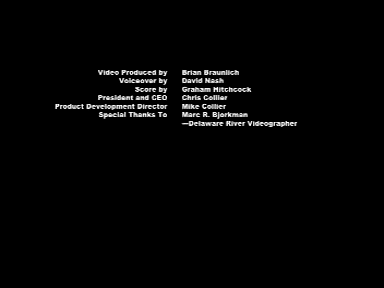 Video Produced by Brian Braunlich
Voiceover by David Nash
Score by Graham Hitchcock
President and CEO Chris Collier
Product Development Director Mike Collier
Special Thanks To Marc R. Bjorkman
—Delaware River Videographer